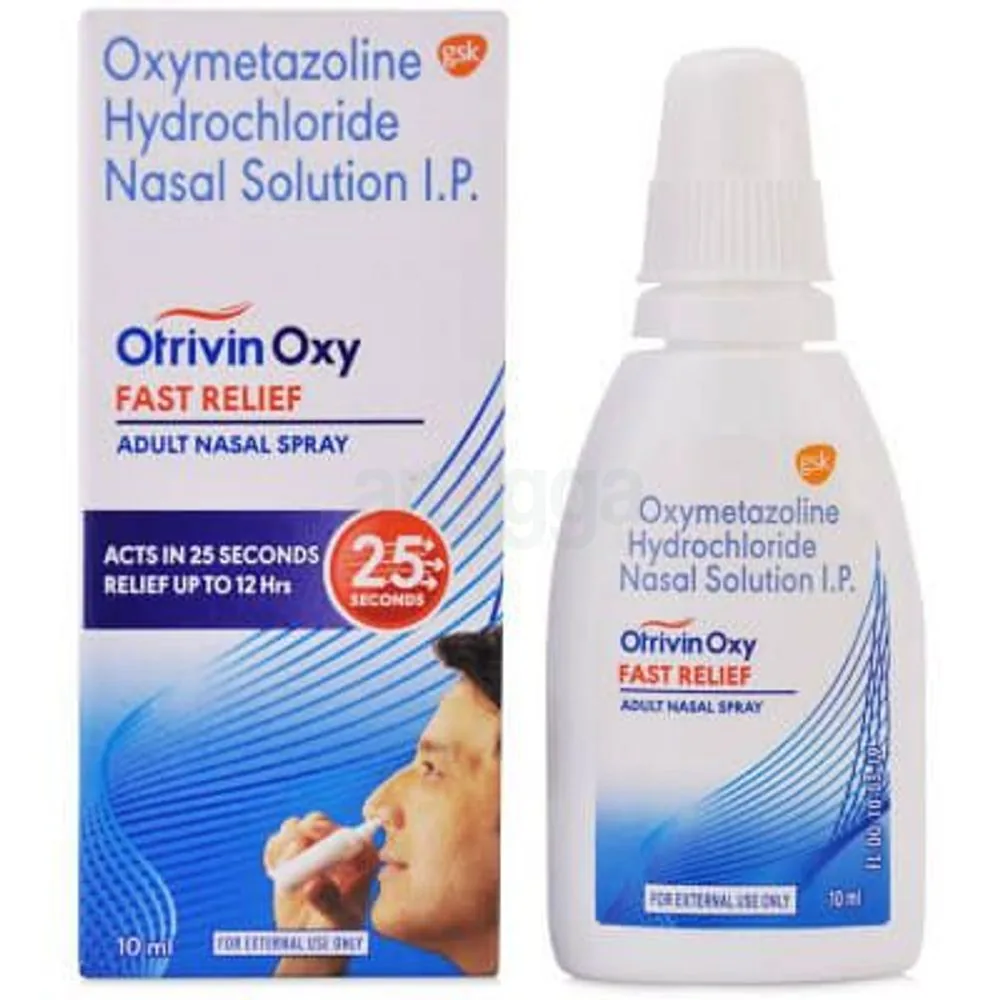 Oxymetazoline
Hydrochloride
Nasal Solution I.P.
gsk
Otrivin Oxy
FAST RELIEF
ADULT NASAL SPRAY
ACTS IN 25 SECONDS
RELIEF UP TO 12 Hrs
25
SECONDS
10 ml
FOR EXTERNAL USE ONLY
gsk
Oxymetazoline
Hydrochloride
Nasal Solution I.P.
Otrivin Oxy
FAST RELIEF
ADULT NASAL SPRAY
FOR EXTERNAL USE ONLY
10 ml